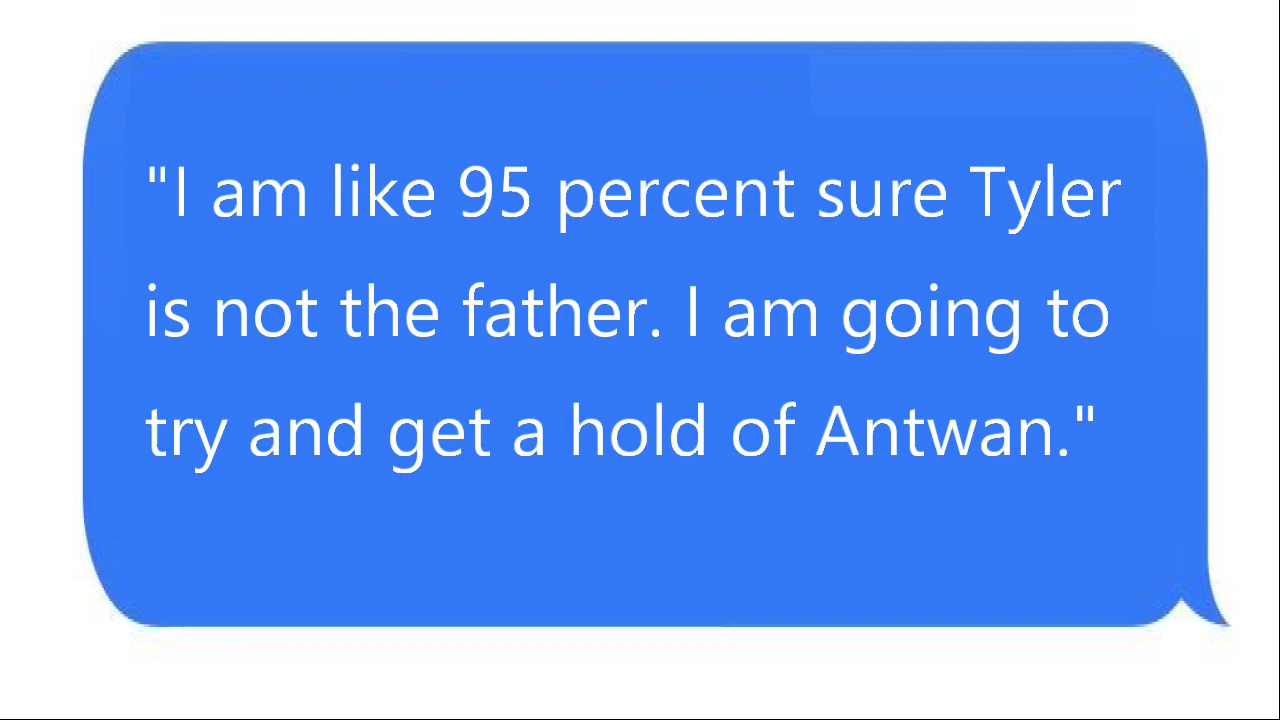 "I am like 95 percent sure Tyler
is not the father. I am going to
try and get a hold of Antwan."